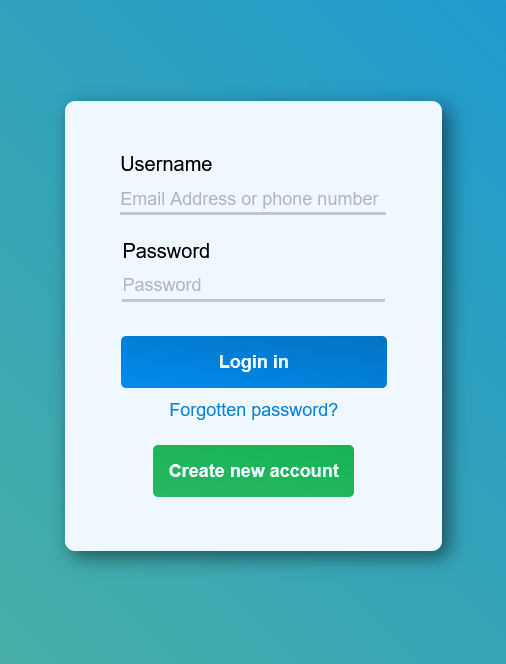 Username
Email Address or phone number
Password
Password
Login in
Forgotten password?
Create new account